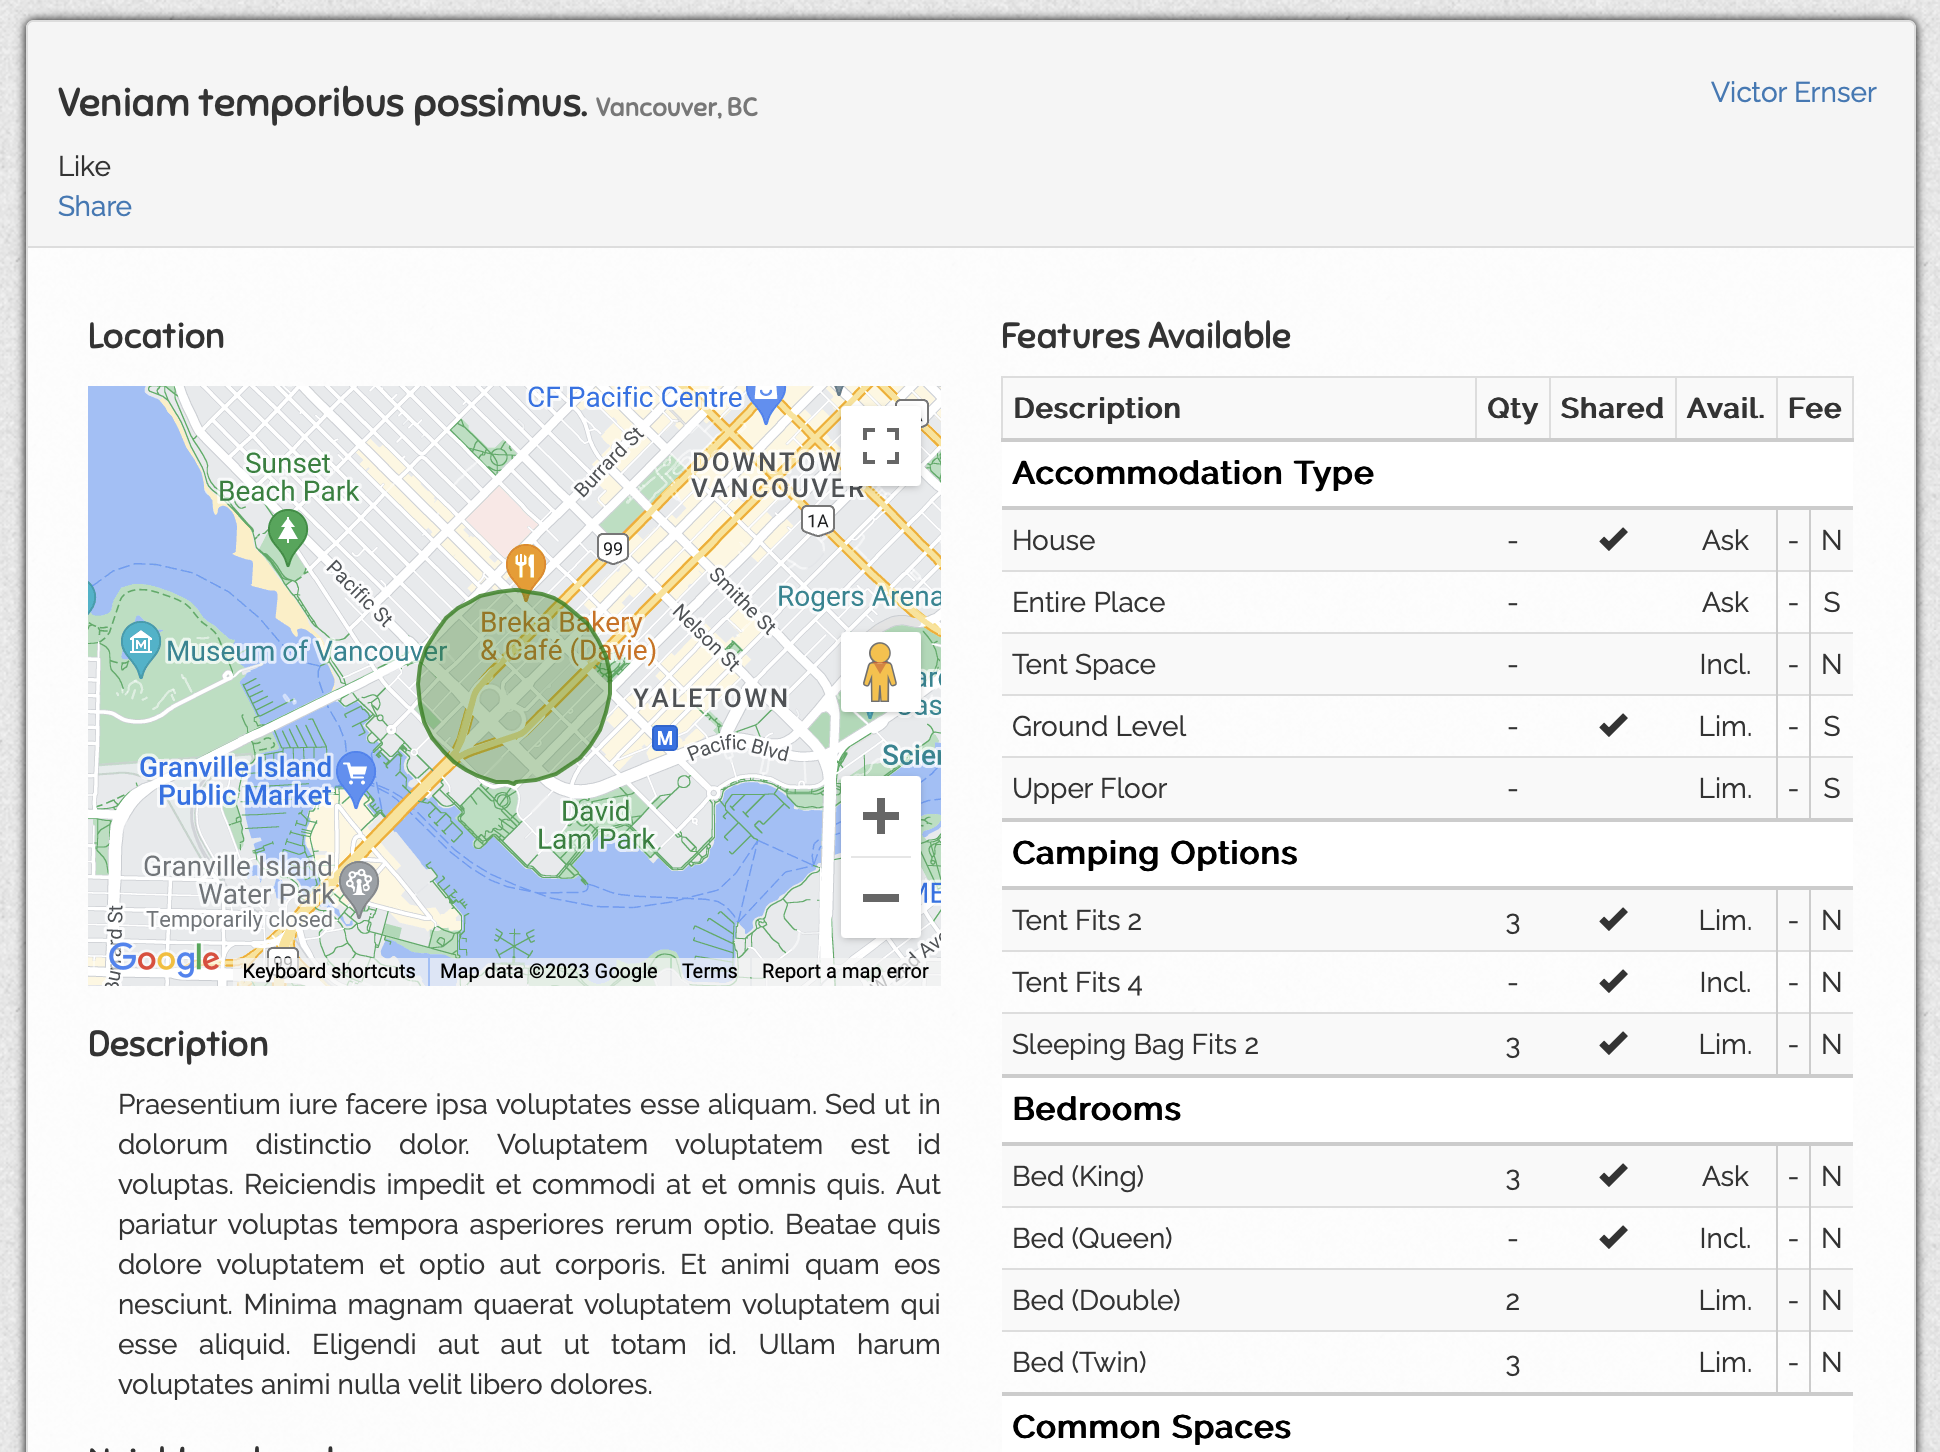 Veniam temporibus possimus. Vancouver, BC
Victor Ernser
Like
Share
Location
CF Pacific Centre
Burrard St
DOWNTOW
VANCOUVER
Sunset
Beach Park
1A
99
Pacific St
Smithe St
Rogers Arena
Breka Bakery
& Café (Davie)
Nelson St
Museum of Vancouver
YALETOWN
M
Pacific Blvd
Granville Island
Public Market
David
Lam Park
Granville Island
Water Park
Temporarily closed
Google
Keyboard shortcuts Map data ©2023 Google Terms Report a map error
Description
Praesentium iure facere ipsa voluptates esse aliquam. Sed ut in
dolorum distinctio dolor. Voluptatem voluptatem est id
voluptas. Reiciendis impedit et commodi at et omnis quis. Aut
pariatur voluptas tempora asperiores rerum optio. Beatae quis
dolore voluptatem et optio aut corporis. Et animi quam eos
nesciunt. Minima magnam quaerat voluptatem voluptatem qui
esse aliquid. Eligendi aut aut ut totam id. Ullam harum
voluptates animi nulla velit libero dolores.
Features Available
Description Qty Shared Avail. Fee
Accommodation Type
House - ✔ Ask - N
Entire Place - Ask - S
Tent Space - Incl. - N
Ground Level - ✔ Lim. - S
Upper Floor - Lim. - S
Camping Options
Tent Fits 2 3 ✔ Lim. - N
Tent Fits 4 - ✔ Incl. - N
Sleeping Bag Fits 2 3 ✔ Lim. - N
Bedrooms
Bed (King) 3 ✔ Ask - N
Bed (Queen) - ✔ Incl. - N
Bed (Double) 2 Lim. - N
Bed (Twin) 3 Lim. - N
Common Spaces